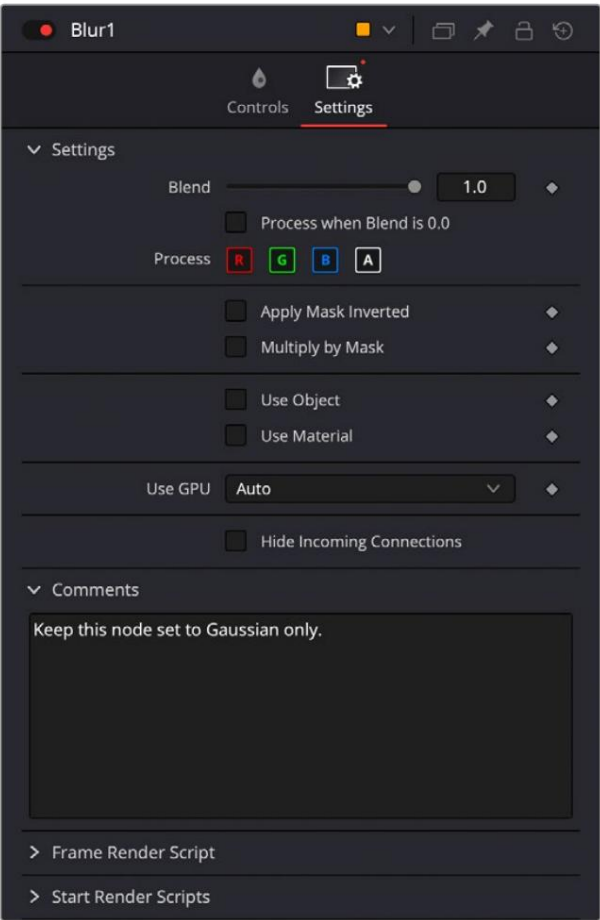 Blur1
Controls Settings
Settings
Blend 1.0
Process when Blend is 0.0
Process R G B A
Apply Mask Inverted
Multiply by Mask
Use Object
Use Material
Use GPU Auto
Hide Incoming Connections
Comments
Keep this node set to Gaussian only.
Frame Render Script
Start Render Scripts